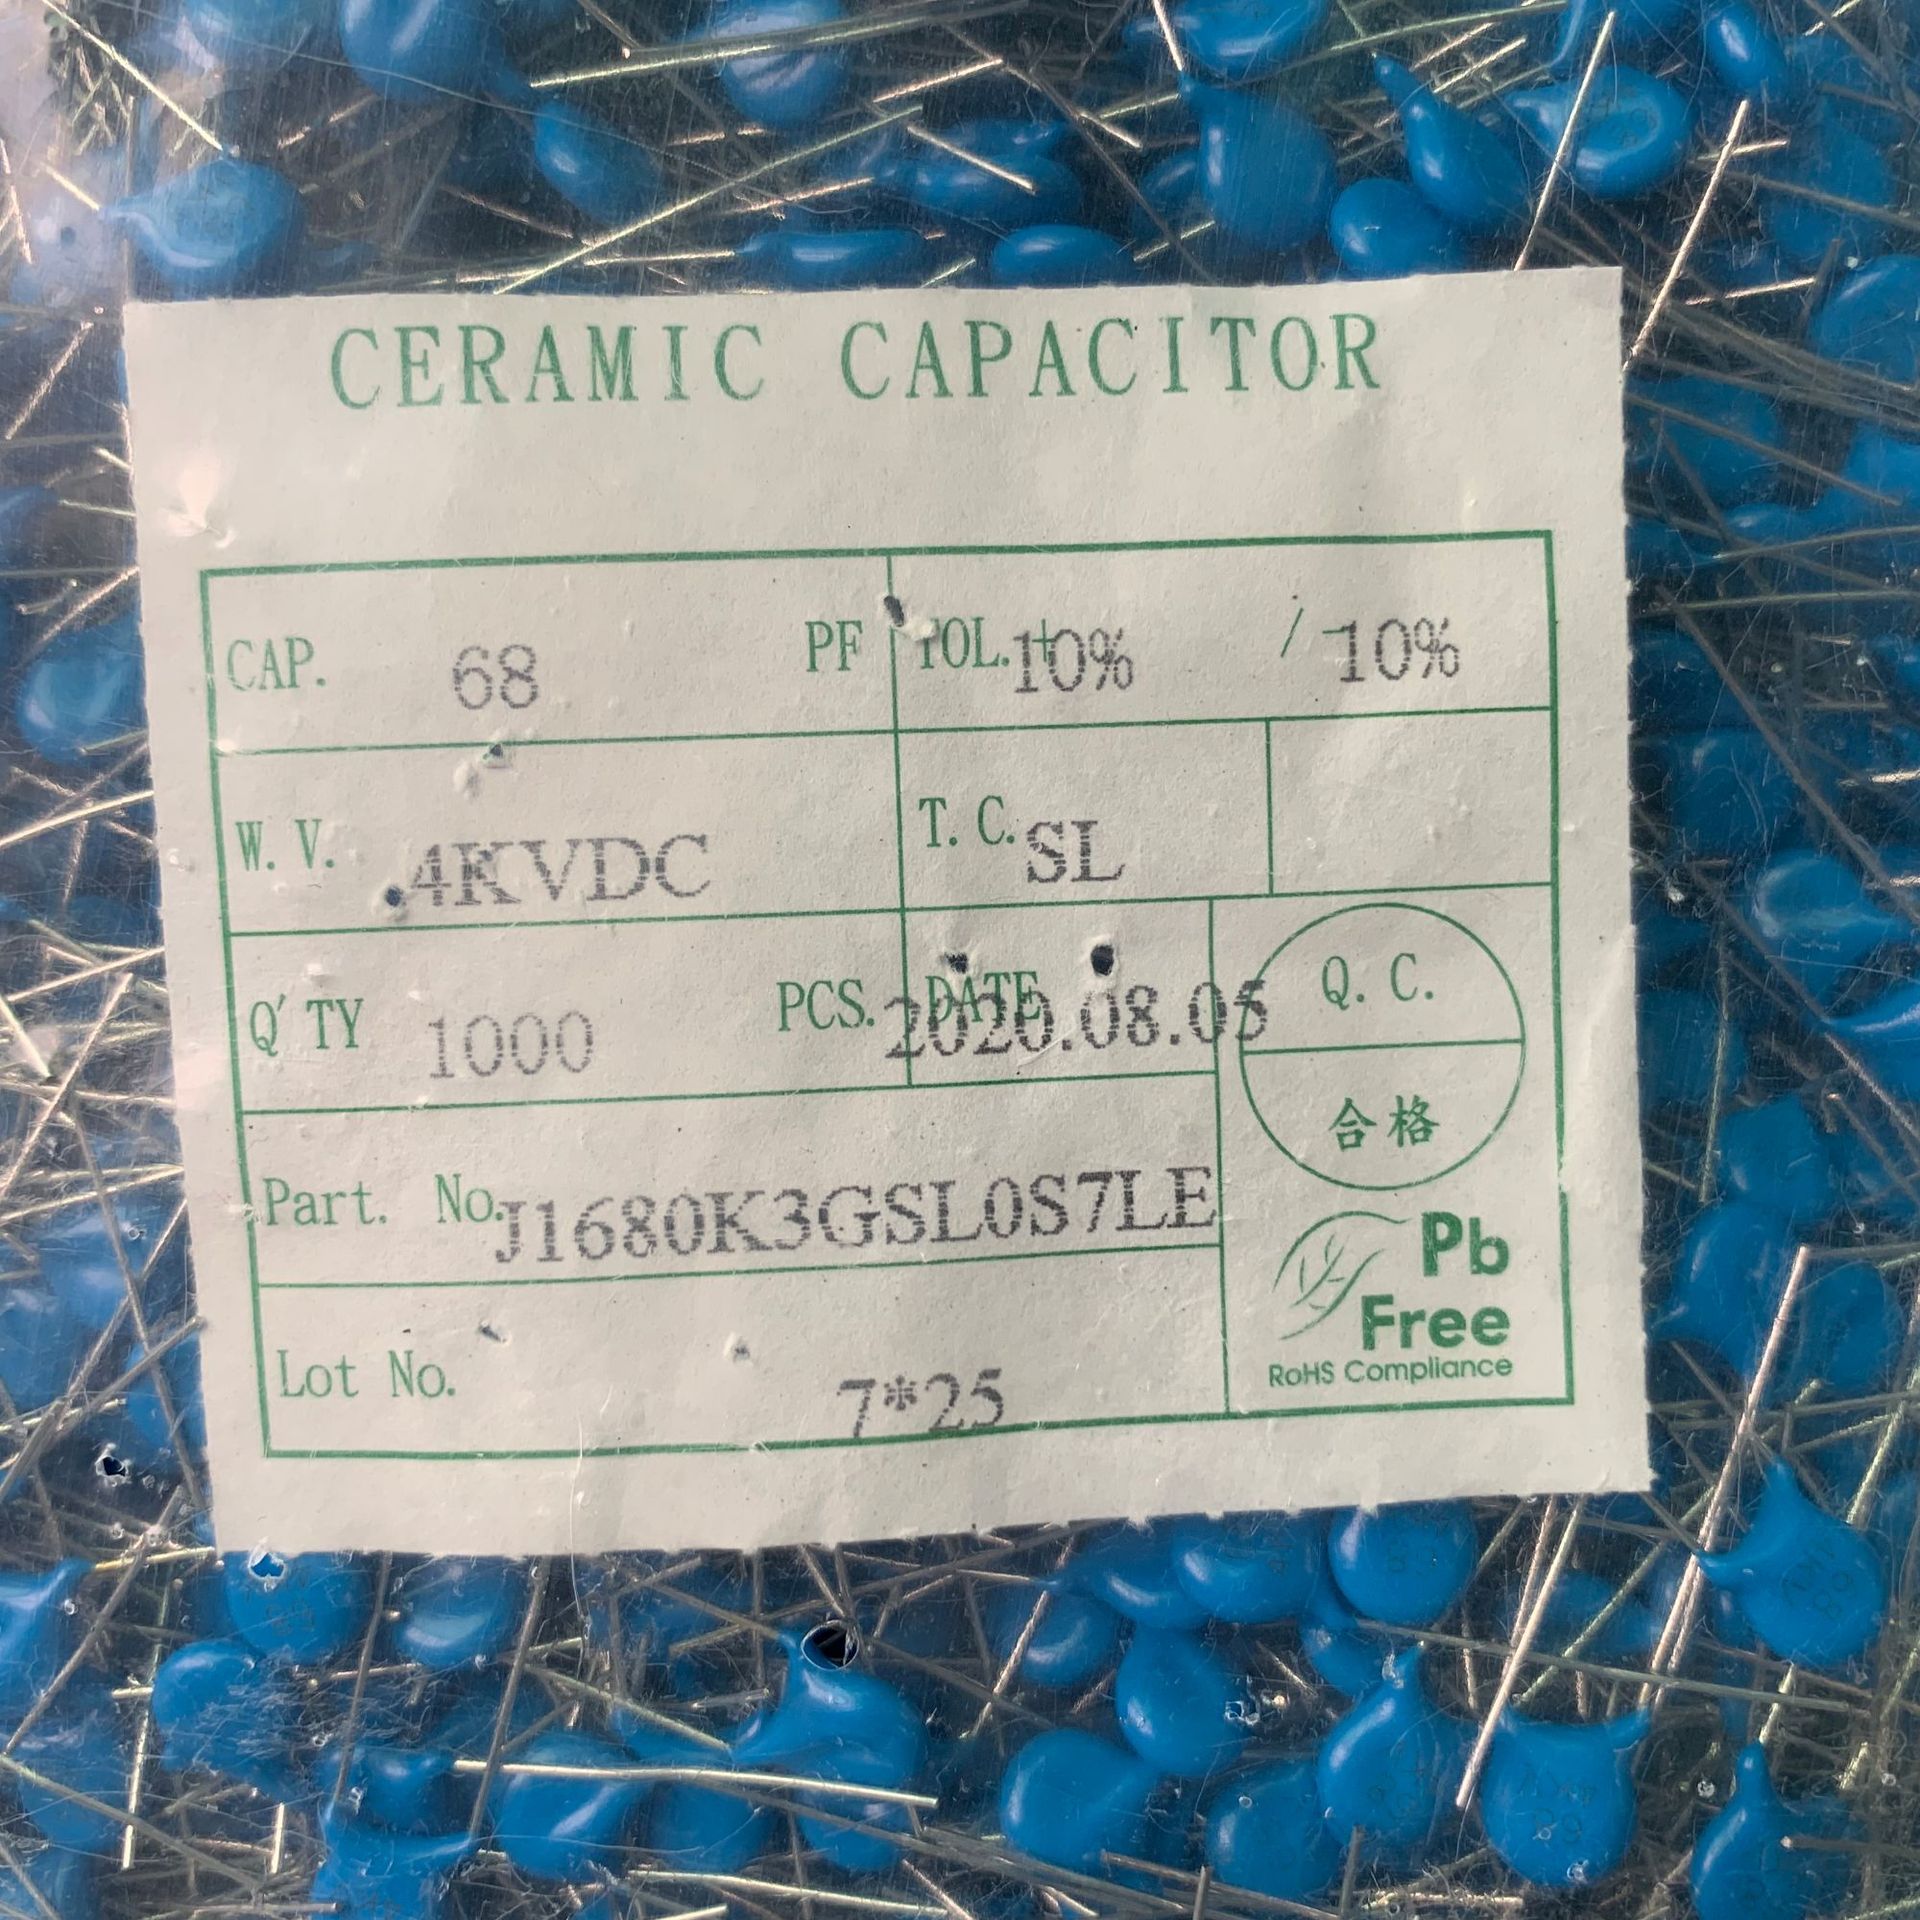 CERAMIC CAPACITOR
CAP. 68 PF TOL.+10% / -10%
W.V. 4KVDC T.C. SL
Q'TY 1000 PCS. DATE 2020.08.05 Q.C.
合格
Part. No. J1680K3GSL0S7LE
Pb
Free
RoHS Compliance
Lot No. 7*25